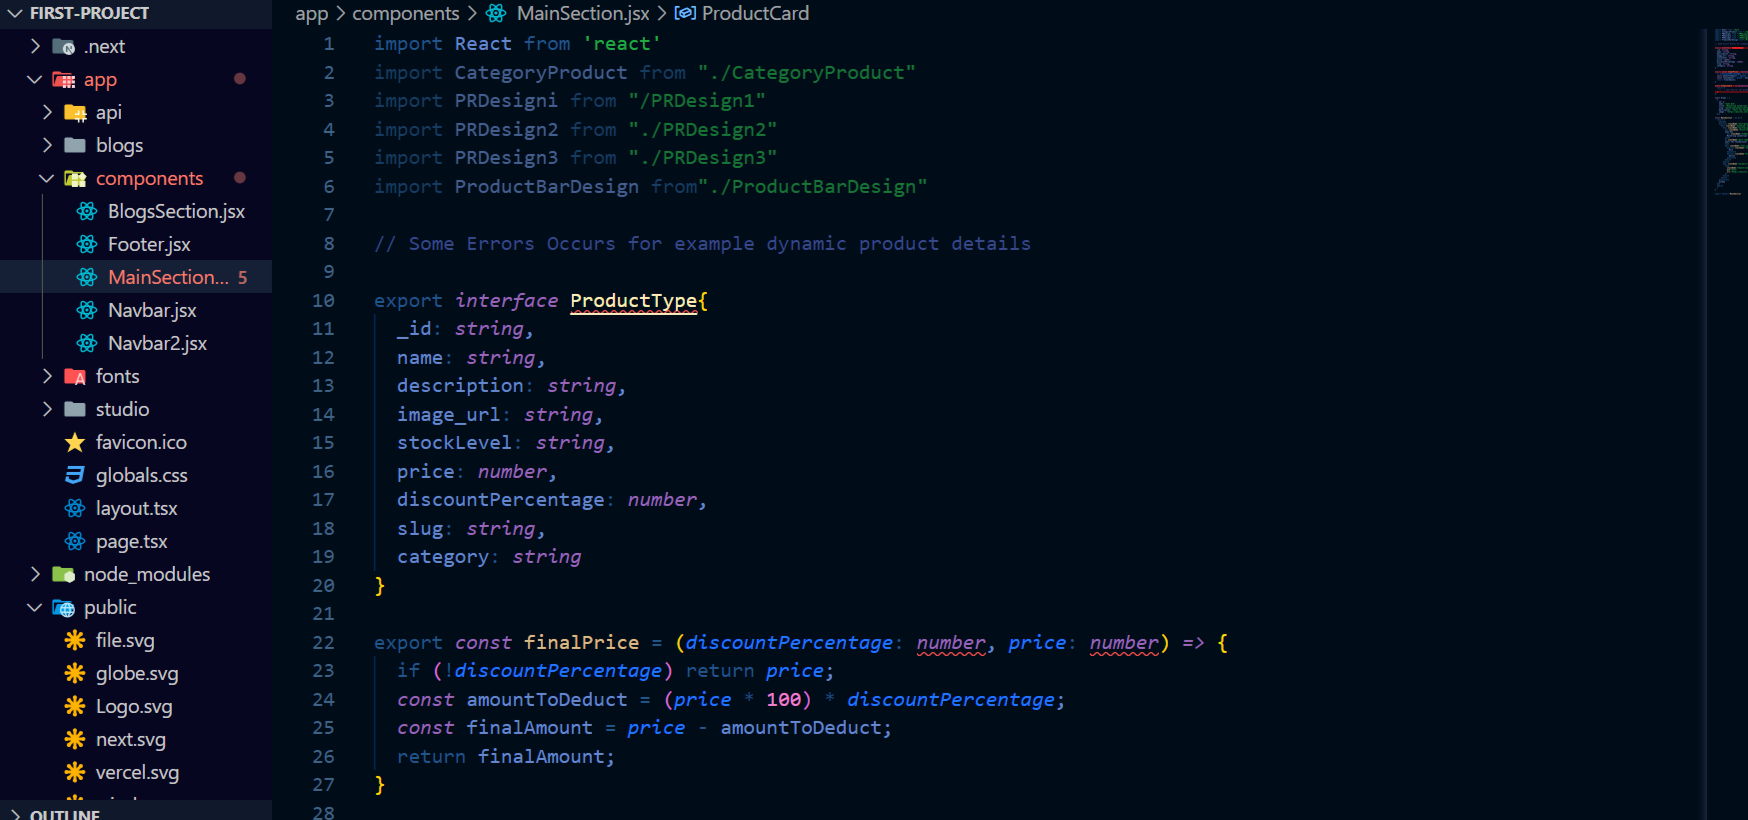 FIRST-PROJECT
.next
app
api
blogs
components
BlogsSection.jsx
Footer.jsx
MainSection... 5
Navbar.jsx
Navbar2.jsx
fonts
studio
favicon.ico
globals.css
layout.tsx
page.tsx
node_modules
public
file.svg
globe.svg
Logo.svg
next.svg
vercel.svg
OUTLINE
app > components > MainSection.jsx > ProductCard
1 import React from 'react'
2 import CategoryProduct from "./CategoryProduct"
3 import PRDesigni from "/PRDesign1"
4 import PRDesign2 from "./PRDesign2"
5 import PRDesign3 from "./PRDesign3"
6 import ProductBarDesign from"./ProductBarDesign"
7
8 // Some Errors Occurs for example dynamic product details
9
10 export interface ProductType{
11 _id: string,
12 name: string,
13 description: string,
14 image_url: string,
15 stockLevel: string,
16 price: number,
17 discountPercentage: number,
18 slug: string,
19 category: string
20 }
21
22 export const finalPrice = (discountPercentage: number, price: number) => {
23 if (!discountPercentage) return price;
24 const amountToDeduct = (price * 100) * discountPercentage;
25 const finalAmount = price - amountToDeduct;
26 return finalAmount;
27 }
28